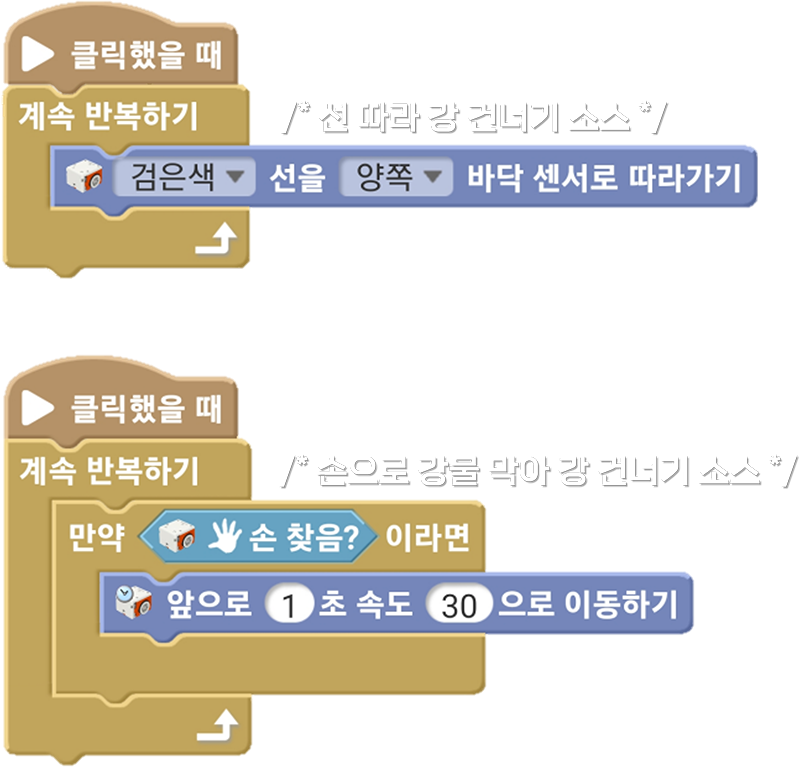 클릭했을 때
계속 반복하기
/* 선 따라 강 건너기 소스 */
검은색 선을 양쪽 바닥 센서로 따라가기
클릭했을 때
계속 반복하기
/* 손으로 강물 막아 강 건너기 소스 */
만약 손 찾음? 이라면
앞으로 1 초 속도 30 으로 이동하기